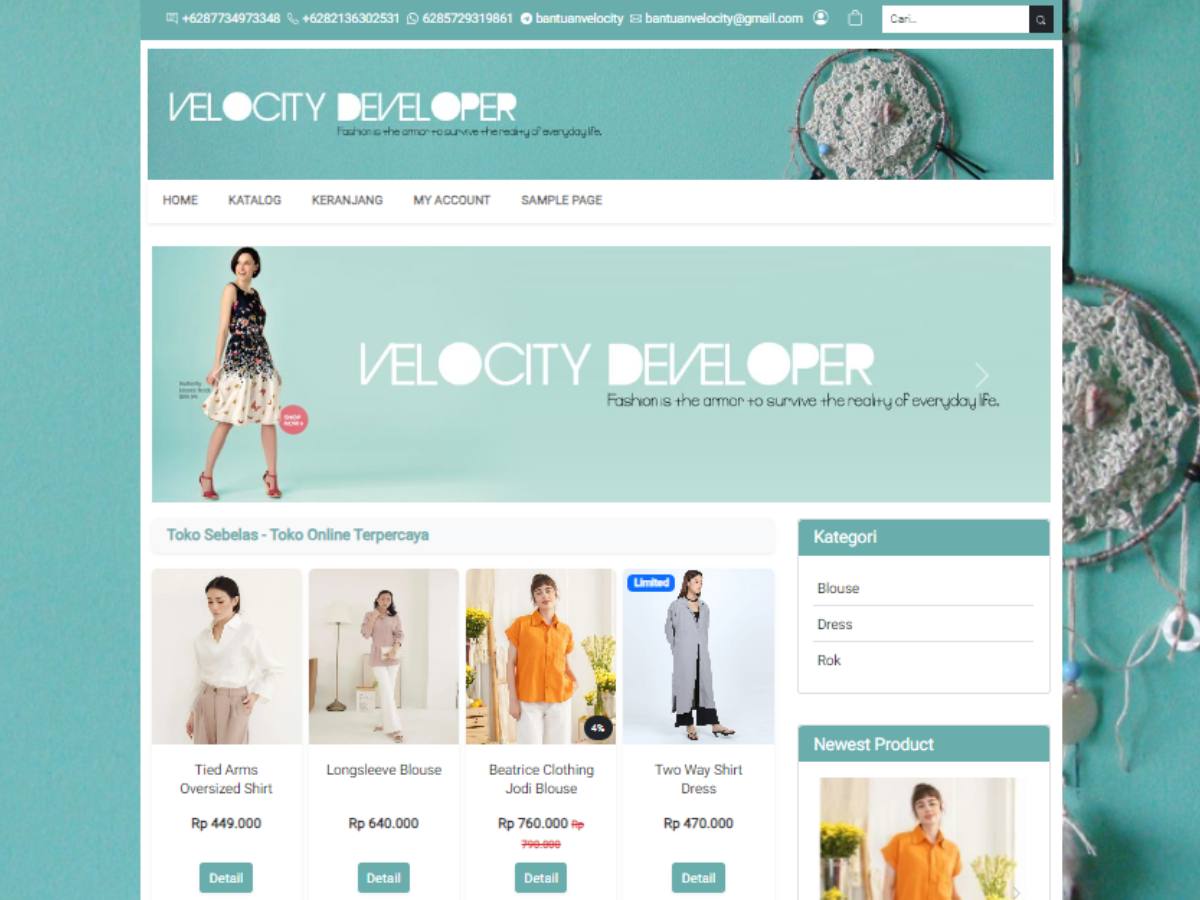 +6287734973348 +6282136302531 6285729319861 bantuanvelocity bantuanvelocity@gmail.com Cari...
VELOCITY DEVELOPER
Fashion is the armor to survive the reality of everyday life.
HOME KATALOG KERANJANG MY ACCOUNT SAMPLE PAGE
VELOCITY DEVELOPER
Fashion is the armor to survive the reality of everyday life.
SHOP
NOW
Toko Sebelas - Toko Online Terpercaya
Limited
4%
Tied Arms
Oversized Shirt
Rp 449.000
Detail
Longsleeve Blouse
Rp 640.000
Detail
Beatrice Clothing
Jodi Blouse
Rp 760.000 Rp
790.000
Detail
Two Way Shirt
Dress
Rp 470.000
Detail
Kategori
Blouse
Dress
Rok
Newest Product